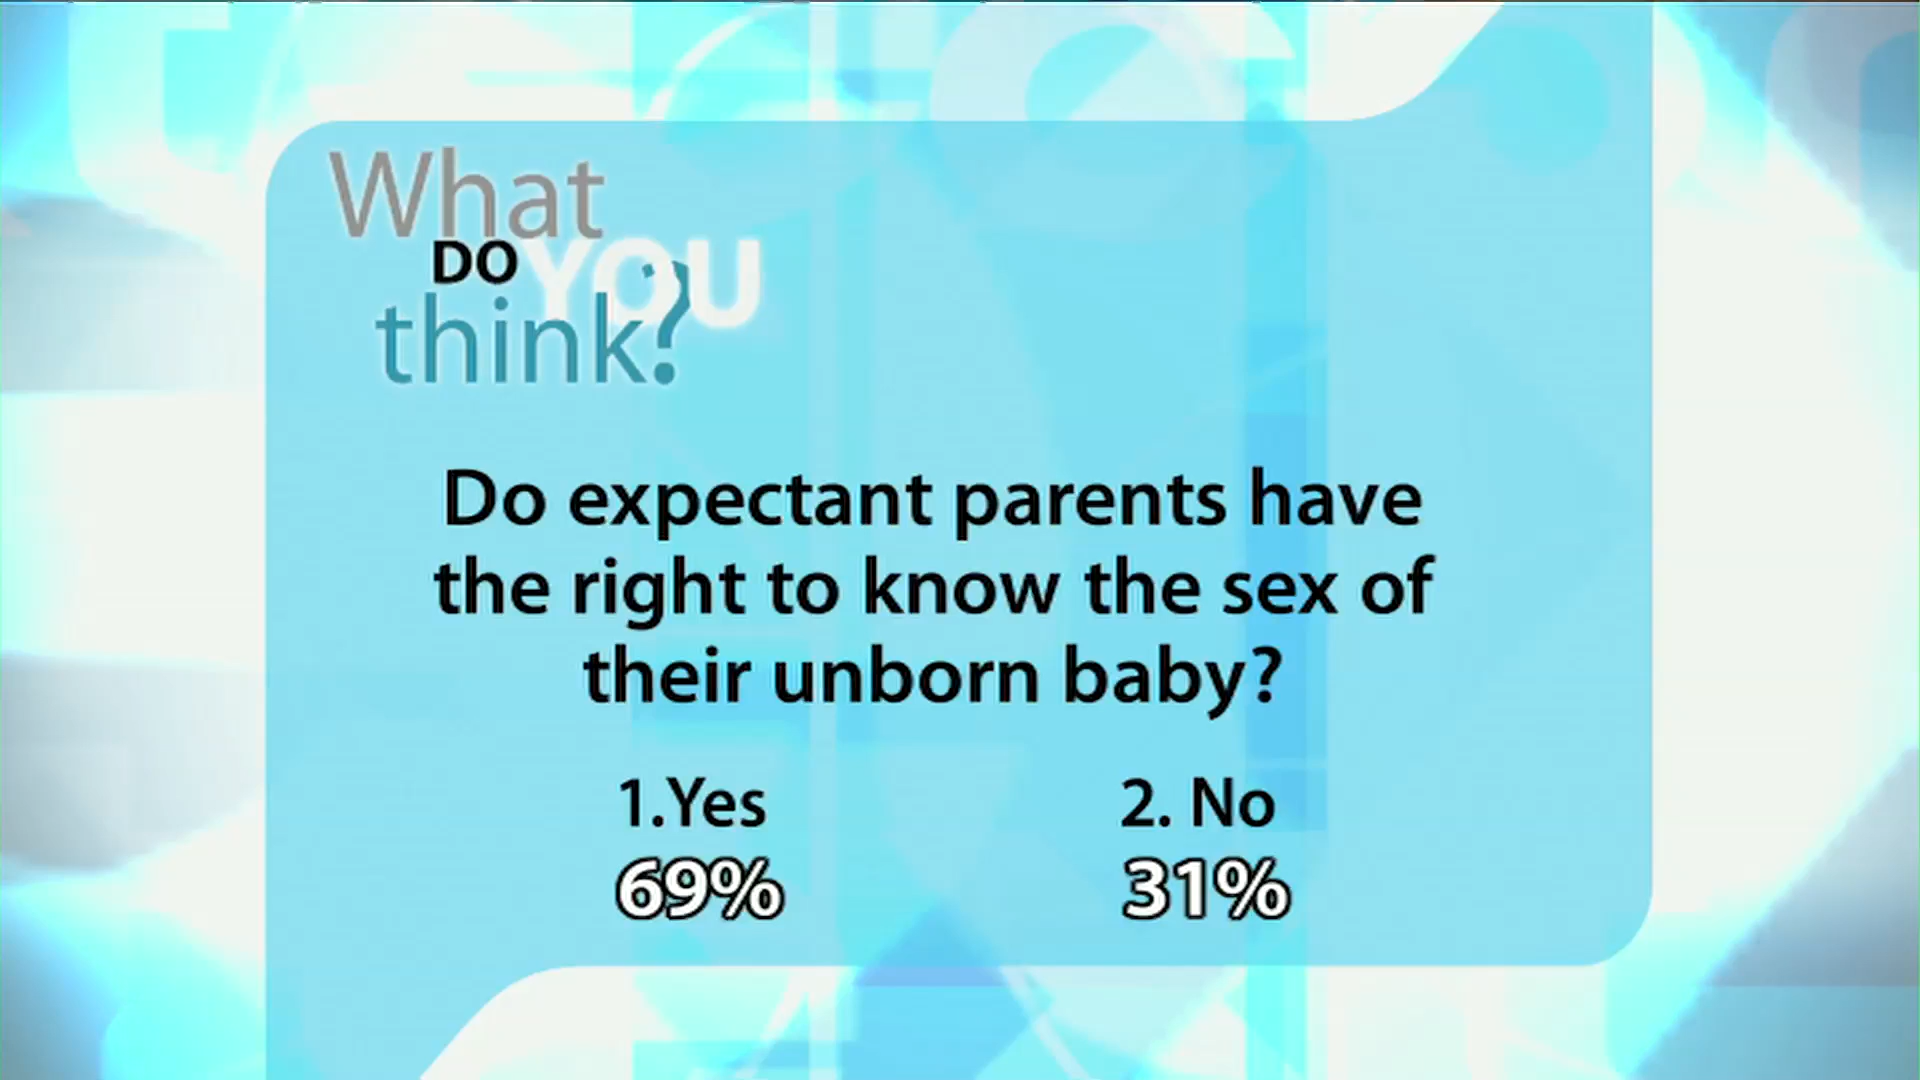 What
DO YOU
think?
Do expectant parents have
the right to know the sex of
their unborn baby?
1.Yes 2. No
69% 31%